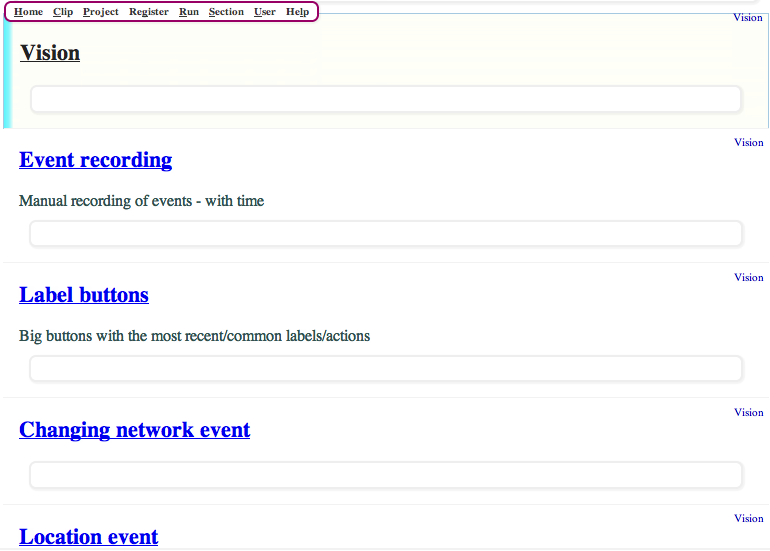 Home Clip Project Register Run Section User Help
Vision
Vision
Vision
Event recording
Manual recording of events - with time
Vision
Label buttons
Big buttons with the most recent/common labels/actions
Vision
Changing network event
Vision
Location event